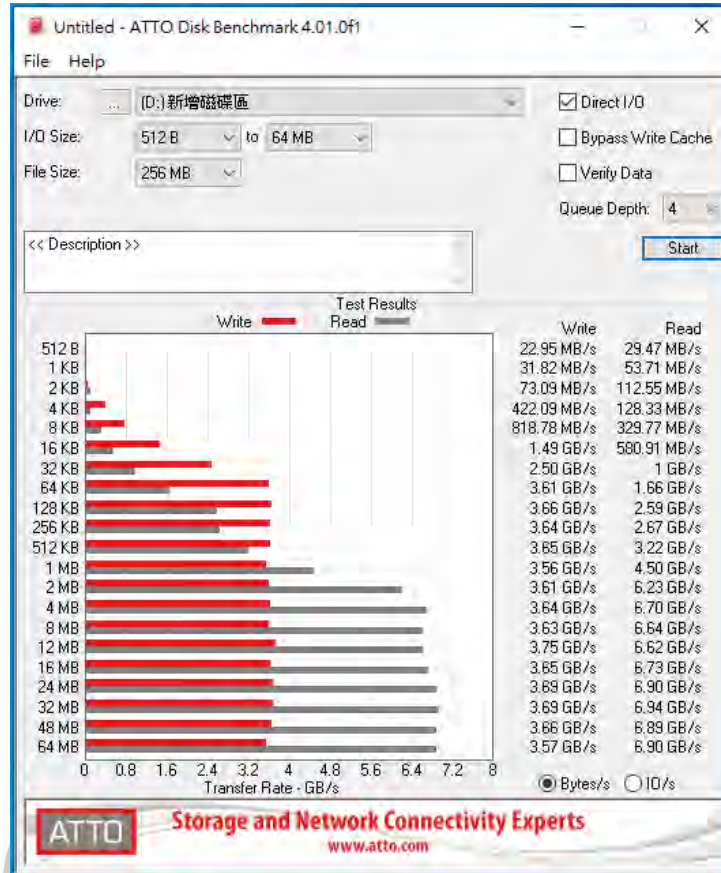 Untitled - ATTO Disk Benchmark 4.01.0f1
File Help
Drive: ... (D:)新增磁碟區
Direct I/O
I/O Size: 512 B to 64 MB
Bypass Write Cache
File Size: 256 MB
Verify Data
Queue Depth: 4
<< Description >>
Start
Test Results
Write Read
Write Read
512 B 22.95 MB/s 29.47 MB/s
1 KB 31.82 MB/s 53.71 MB/s
2 KB 73.09 MB/s 112.55 MB/s
4 KB 422.09 MB/s 128.33 MB/s
8 KB 818.78 MB/s 329.77 MB/s
16 KB 1.49 GB/s 580.91 MB/s
32 KB 2.50 GB/s 1 GB/s
64 KB 3.61 GB/s 1.66 GB/s
128 KB 3.66 GB/s 2.59 GB/s
256 KB 3.64 GB/s 2.67 GB/s
512 KB 3.65 GB/s 3.22 GB/s
1 MB 3.56 GB/s 4.50 GB/s
2 MB 3.61 GB/s 6.23 GB/s
4 MB 3.64 GB/s 6.70 GB/s
8 MB 3.63 GB/s 6.64 GB/s
12 MB 3.75 GB/s 6.62 GB/s
16 MB 3.65 GB/s 6.73 GB/s
24 MB 3.69 GB/s 6.90 GB/s
32 MB 3.69 GB/s 6.94 GB/s
48 MB 3.66 GB/s 6.89 GB/s
64 MB 3.57 GB/s 6.90 GB/s
0 0.8 1.6 2.4 3.2 4 4.8 5.6 6.4 7.2 8
Transfer Rate - GB/s
Bytes/s IO/s
ATTO
Storage and Network Connectivity Experts
www.atto.com